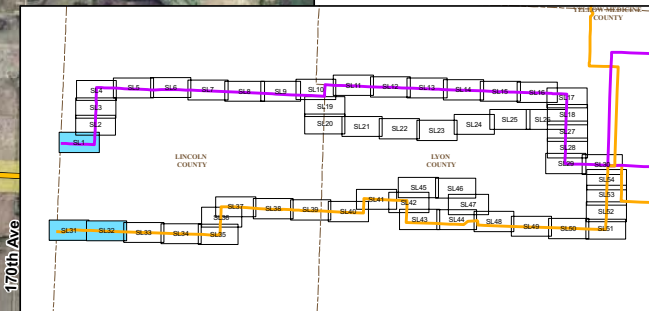 YELLOW MEDICINE
COUNTY
SL4
SL5
SL6
SL7
SL8
SL9
SL10
SL11
SL12
SL13
SL14
SL15
SL16
SL17
SL3
SL19
SL18
SL2
SL20
SL21
SL22
SL23
SL24
SL25
SL26
SL27
SL1
SL28
LINCOLN
COUNTY
LYON
COUNTY
SL29
SL30
SL45
SL46
SL54
SL53
SL41
SL42
SL47
SL52
SL37
SL38
SL39
SL40
SL36
SL43
SL44
SL48
SL49
SL50
SL51
SL31
SL32
SL33
SL34
SL35
170th Ave